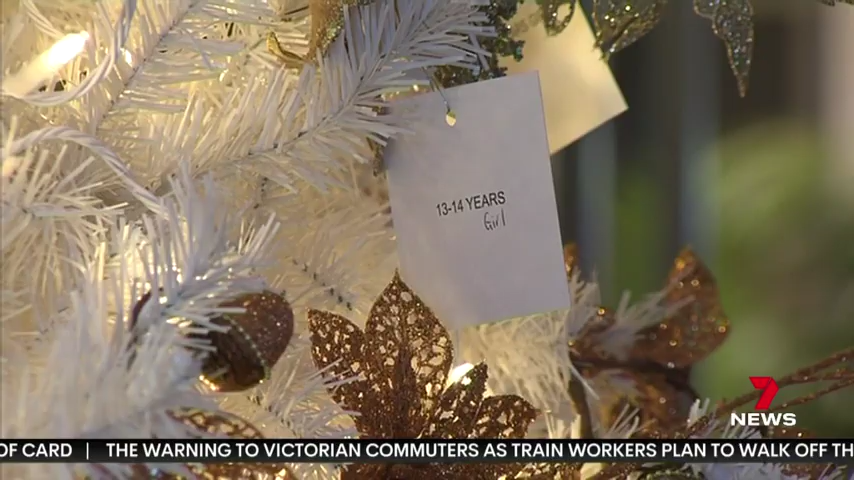 13-14 YEARS
Girl
7
NEWS
OF CARD | THE WARNING TO VICTORIAN COMMUTERS AS TRAIN WORKERS PLAN TO WALK OFF TH